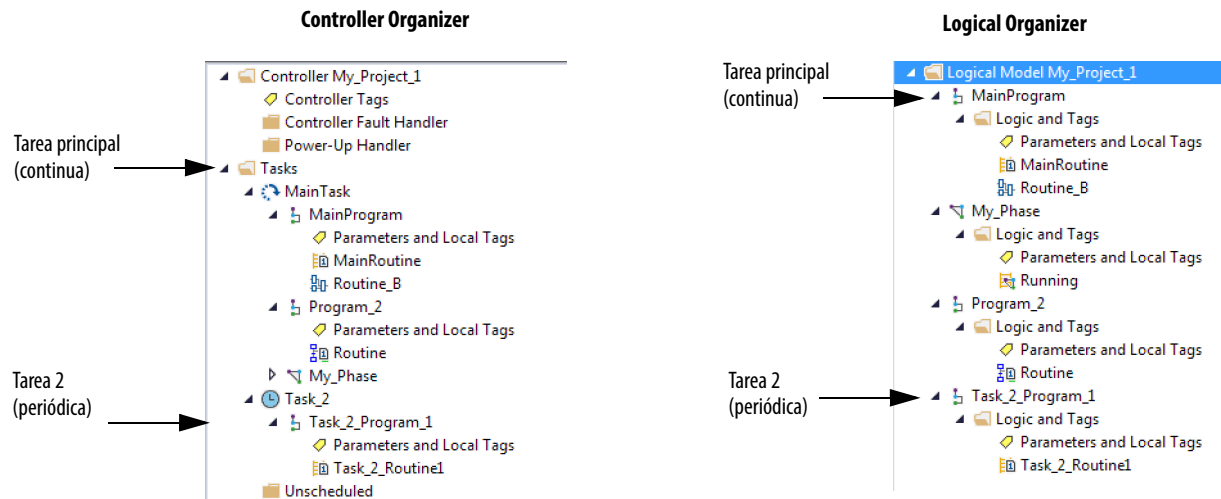 Controller Organizer
Tarea principal
(continua)
Tarea 2
(periódica)
Controller My_Project_1
Controller Tags
Controller Fault Handler
Power-Up Handler
Tasks
MainTask
MainProgram
Parameters and Local Tags
MainRoutine
Routine_B
Program_2
Parameters and Local Tags
Routine
My_Phase
Task_2
Task_2_Program_1
Parameters and Local Tags
Task_2_Routine1
Unscheduled
Logical Organizer
Tarea principal
(continua)
Tarea 2
(periódica)
Logical Model My_Project_1
MainProgram
Logic and Tags
Parameters and Local Tags
MainRoutine
Routine_B
My_Phase
Logic and Tags
Parameters and Local Tags
Running
Program_2
Logic and Tags
Parameters and Local Tags
Routine
Task_2_Program_1
Logic and Tags
Parameters and Local Tags
Task_2_Routine1